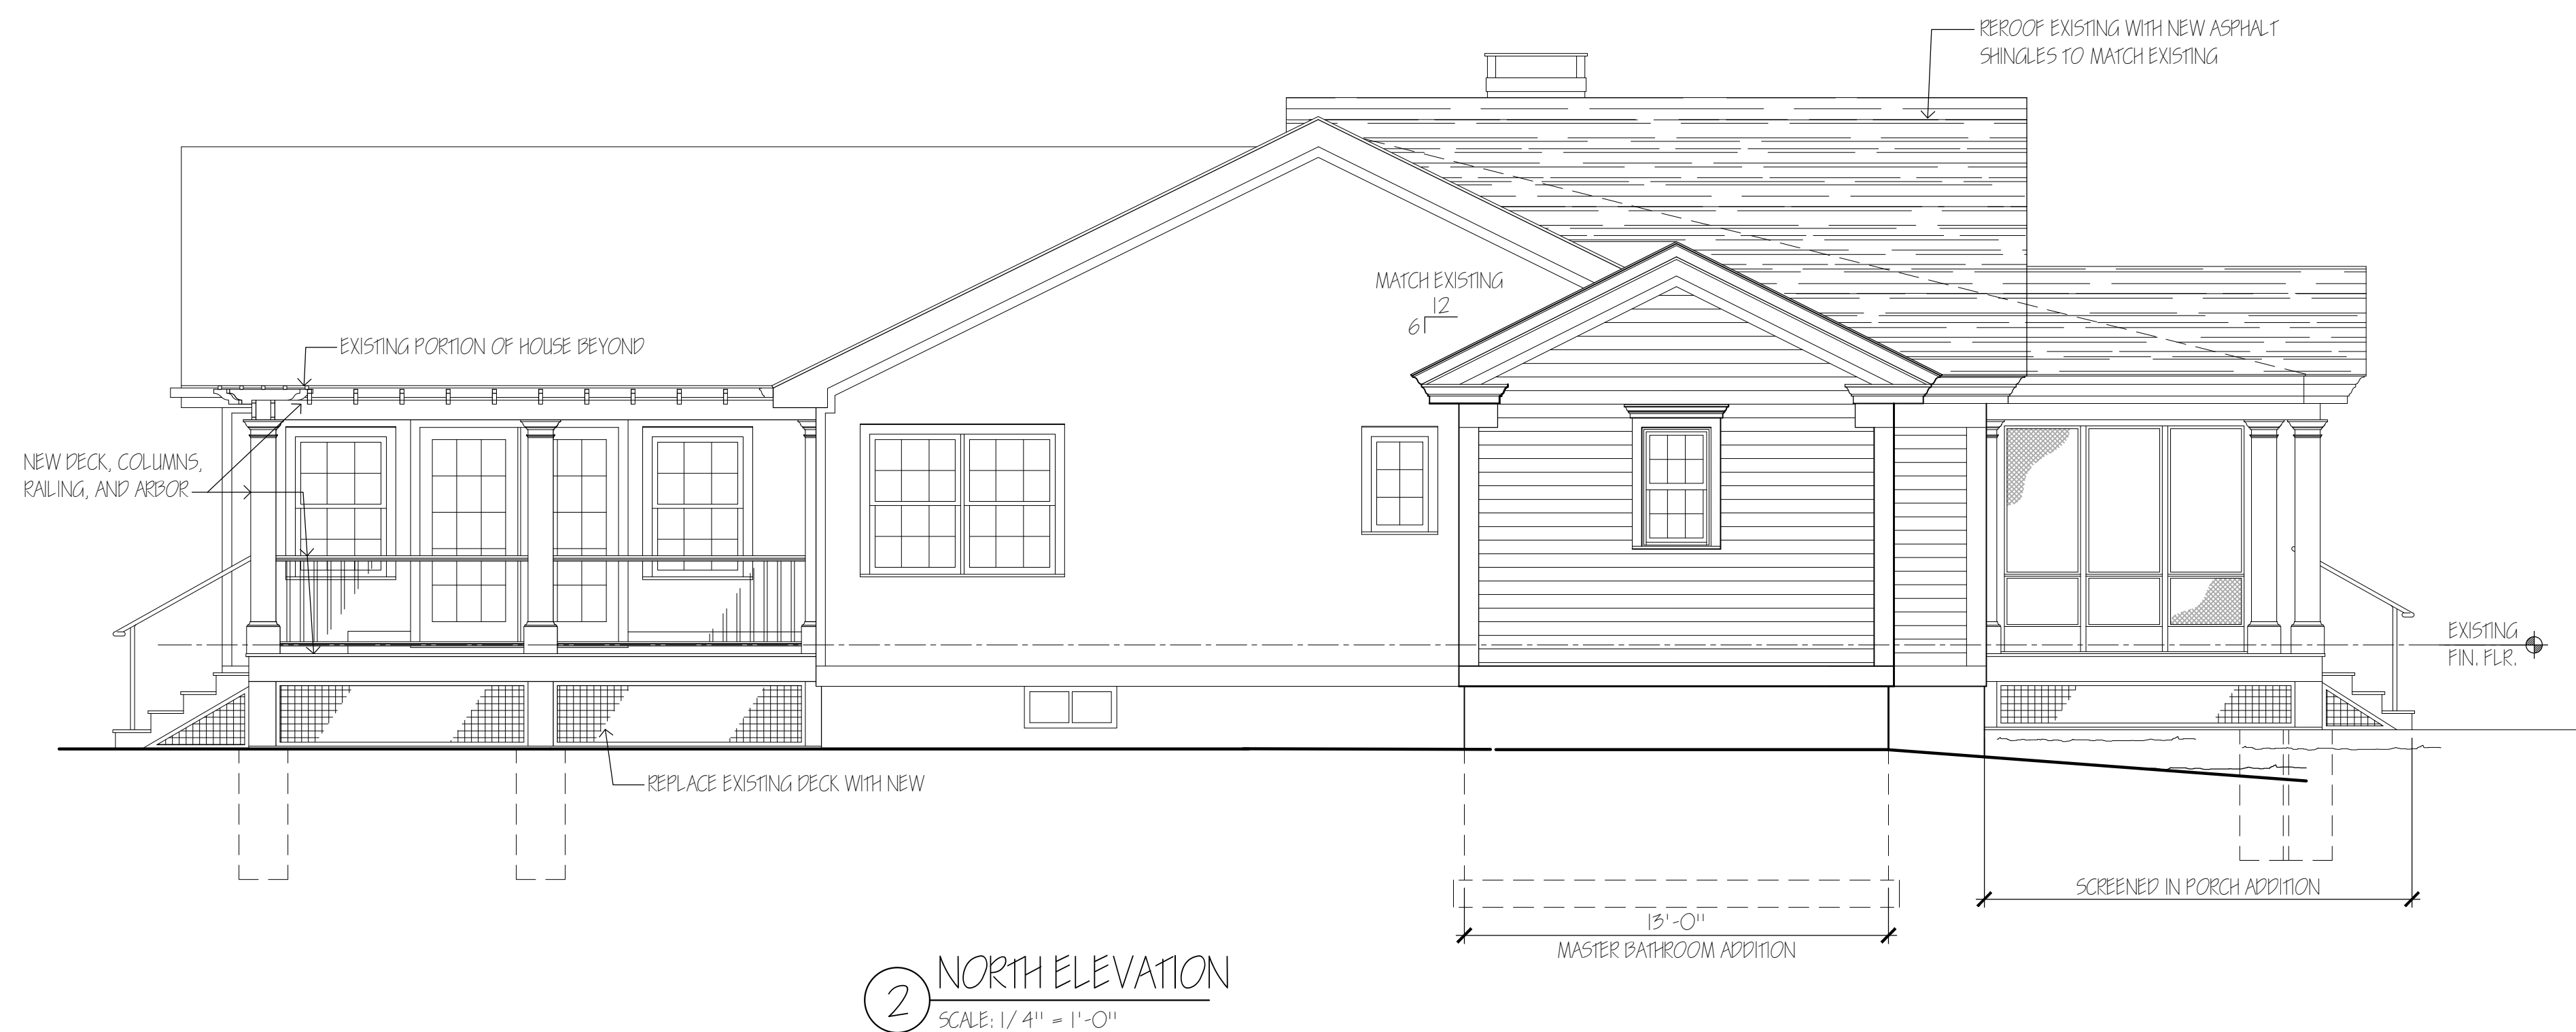 REROOF EXISTING WITH NEW ASPHALT
SHINGLES TO MATCH EXISTING
MATCH EXISTING
12
6
EXISTING PORTION OF HOUSE BEYOND
NEW DECK, COLUMNS,
RAILING, AND ARBOR
EXISTING
FIN. FLR.
REPLACE EXISTING DECK WITH NEW
SCREENED IN PORCH ADDITION
13'-0"
MASTER BATHROOM ADDITION
2 NORTH ELEVATION
SCALE: 1/4" = 1'-0"